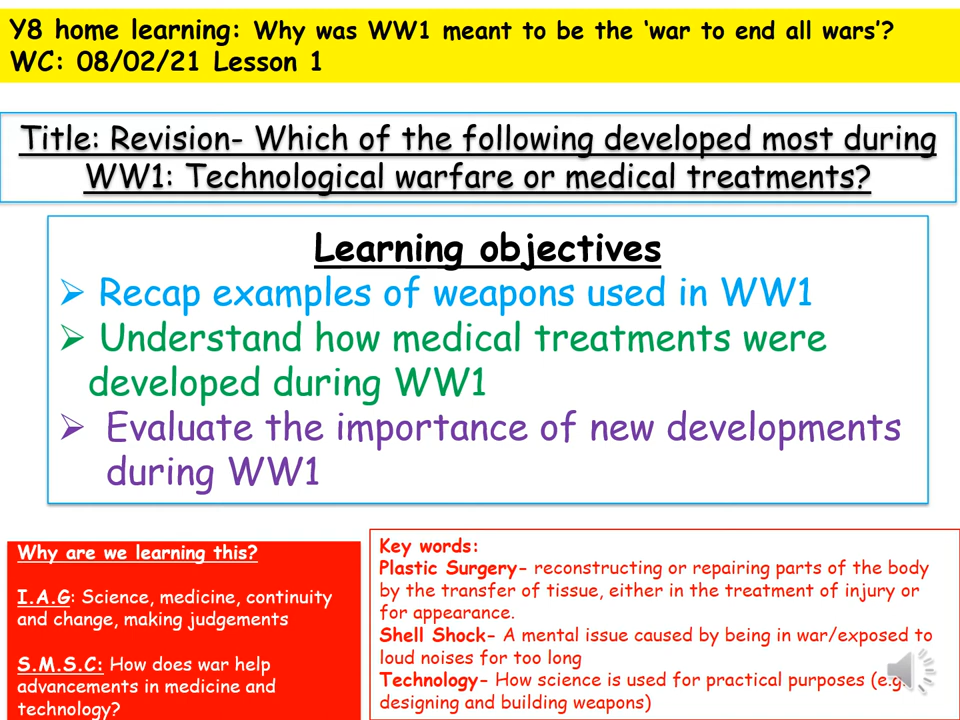 Y8 home learning: Why was WW1 meant to be the ‘war to end all wars’?
WC: 08/02/21 Lesson 1
Title: Revision- Which of the following developed most during
WW1: Technological warfare or medical treatments?
Learning objectives
➢ Recap examples of weapons used in WW1
➢ Understand how medical treatments were
developed during WW1
➢ Evaluate the importance of new developments
during WW1
Why are we learning this?
I.A.G: Science, medicine, continuity
and change, making judgements
S.M.S.C: How does war help
advancements in medicine and
technology?
Key words:
Plastic Surgery- reconstructing or repairing parts of the body
by the transfer of tissue, either in the treatment of injury or
for appearance.
Shell Shock- A mental issue caused by being in war/exposed to
loud noises for too long
Technology- How science is used for practical purposes (e.g.
designing and building weapons)